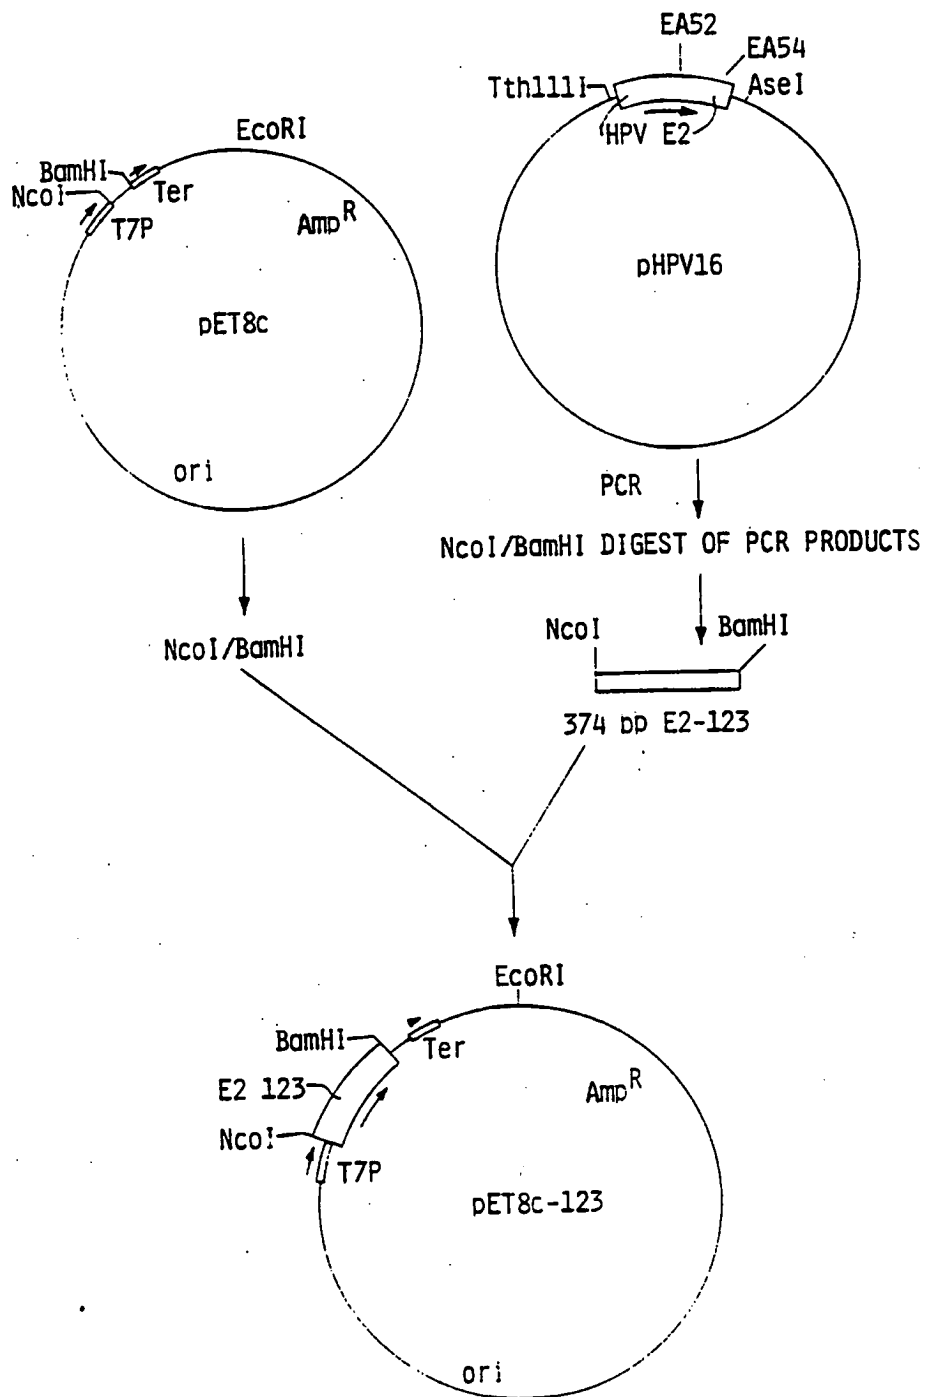 EA52
EA54
Tth111I
AseI
HPV E2
pHPV16
EcoRI
BamHI
NcoI
Ter
T7P
Amp^R
pET8c
ori
PCR
NcoI/BamHI DIGEST OF PCR PRODUCTS
NcoI/BamHI
NcoI
BamHI
374 bp E2-123
EcoRI
BamHI
Ter
E2 123
Amp^R
NcoI
T7P
pET8c-123
ori